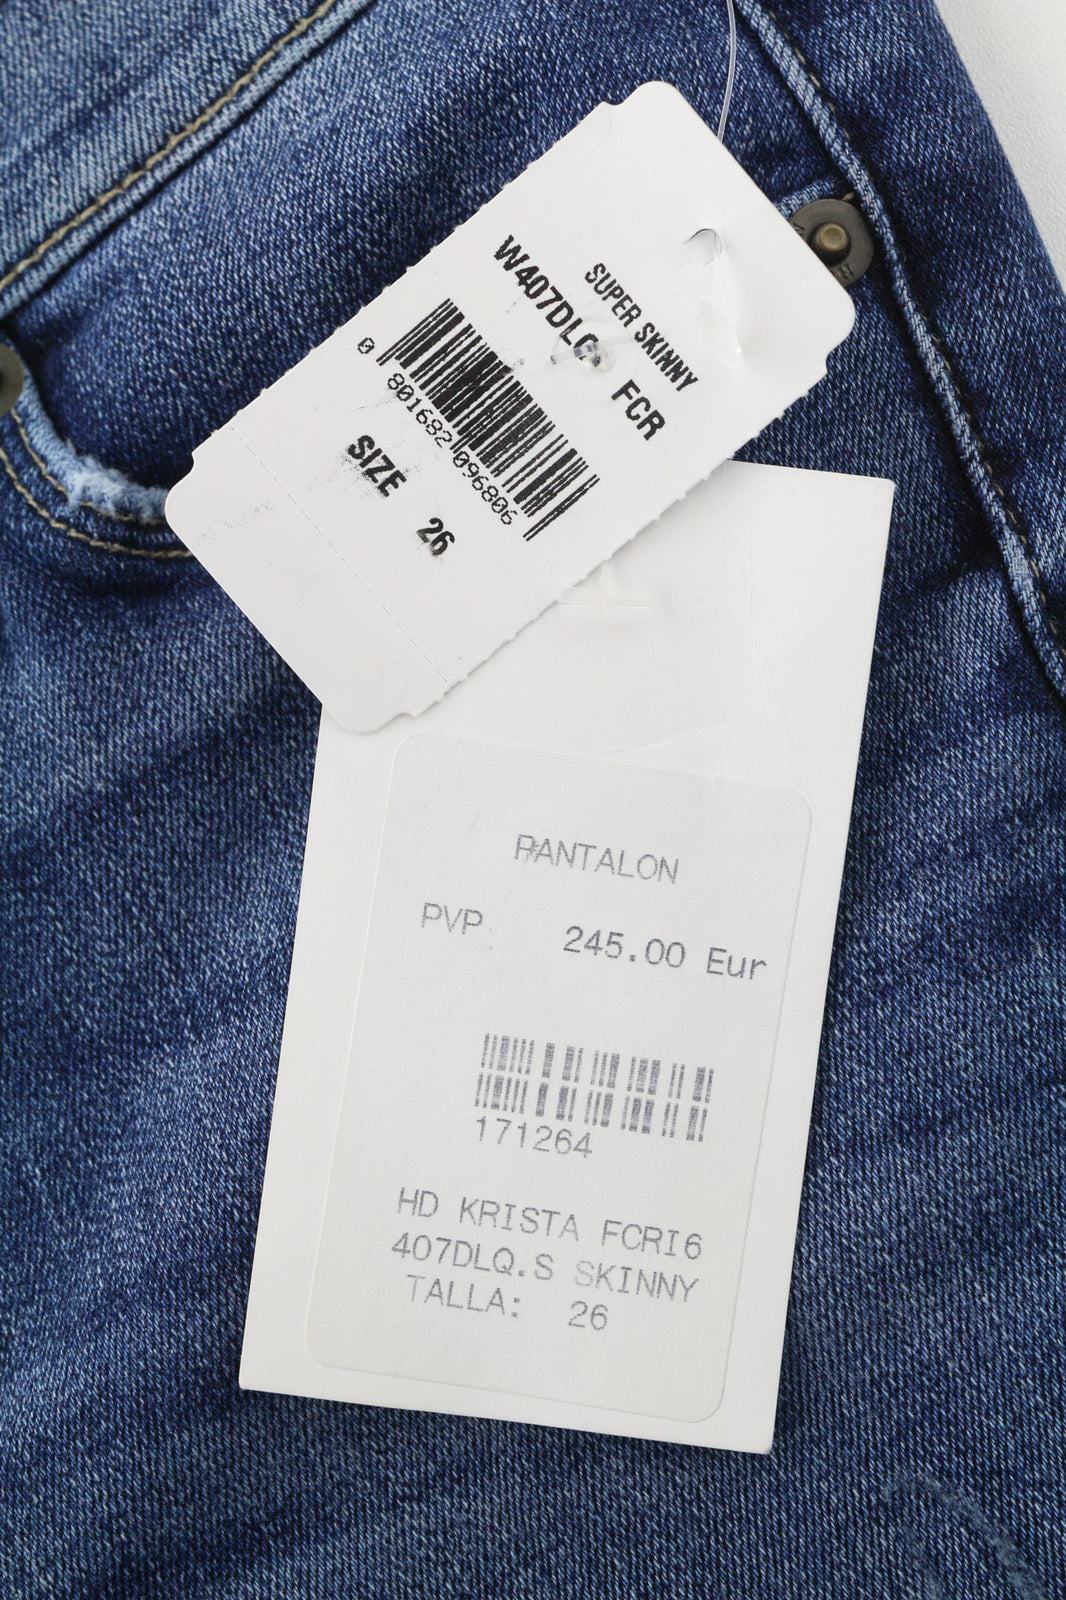 SUPER SKINNY
W407DLQ FCR
0 801682 096806
SIZE 26
PANTALON
PVP 245.00 Eur
171264
HD KRISTA FCRI6
407DLQ.S SKINNY
TALLA: 26